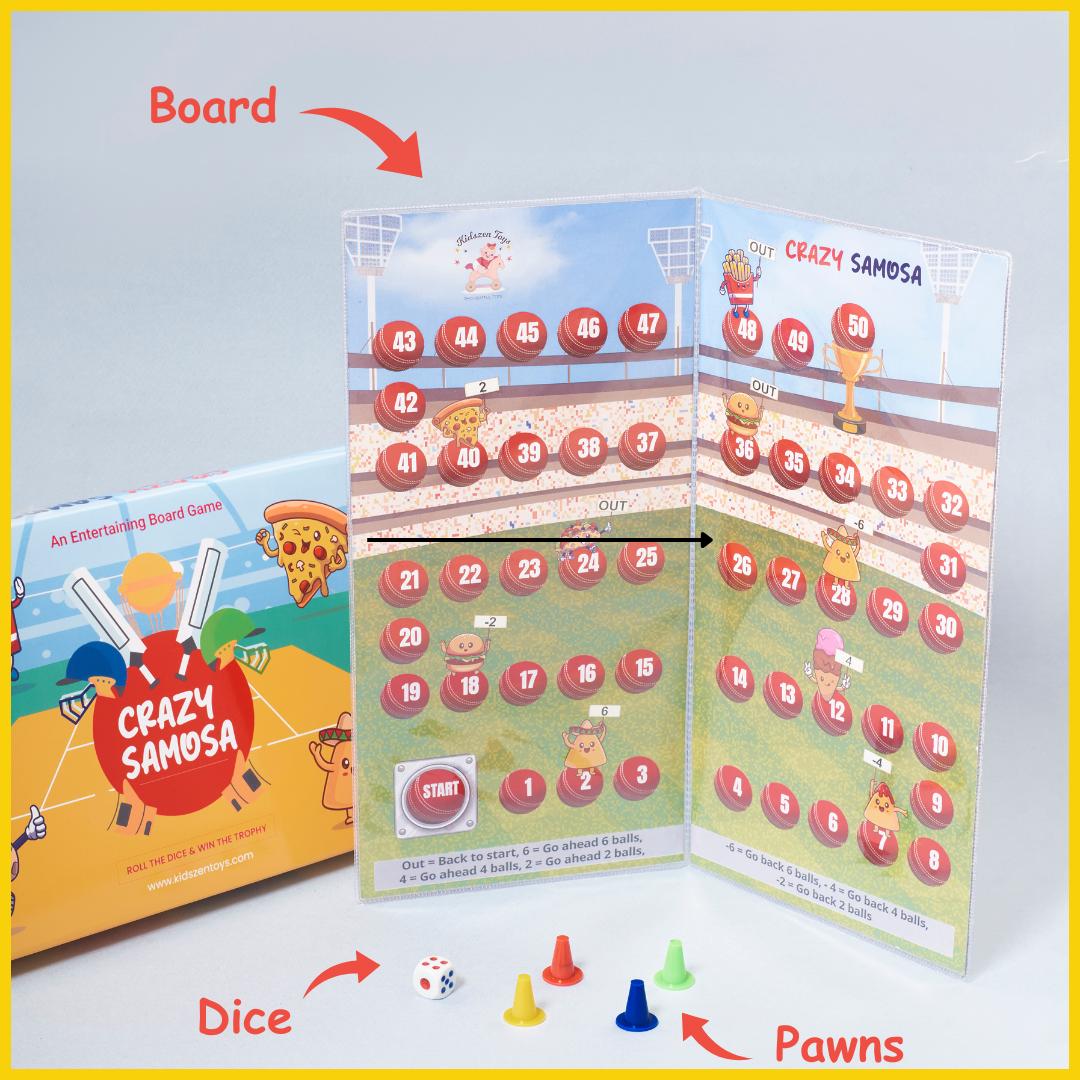 Board
Kidszen Toys
THOUGHTFUL TOYS
OUT
CRAZY SAMOSA
43 44 45 46 47 48 49 50
42
2
OUT
41 40 39 38 37 36 35 34 33 32
OUT
-6
31
21 22 23 24 25 26 27 28 29 30
20
-2
4
19 18 17 16 15 14 13 12 11 10
6
-4
9
START 1 2 3 4 5 6 7 8
Out = Back to start, 6 = Go ahead 6 balls,
4 = Go ahead 4 balls, 2 = Go ahead 2 balls,
-6 = Go back 6 balls, -4 = Go back 4 balls,
-2 = Go back 2 balls
An Entertaining Board Game
CRAZY
SAMOSA
ROLL THE DICE & WIN THE TROPHY
www.kidszentoys.com
Dice
Pawns